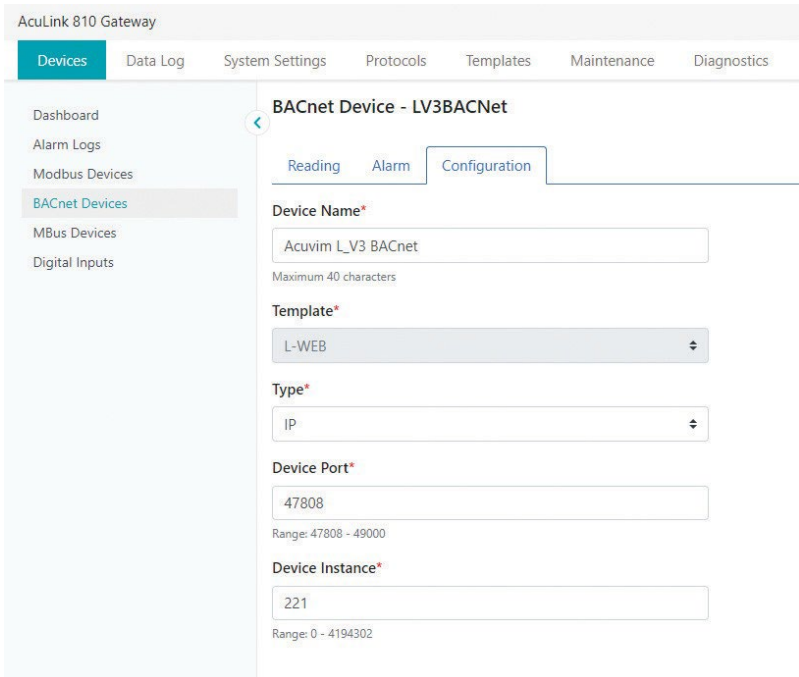 AcuLink 810 Gateway
Devices Data Log System Settings Protocols Templates Maintenance Diagnostics
Dashboard
Alarm Logs
Modbus Devices
BACnet Devices
MBus Devices
Digital Inputs
BACnet Device - LV3BACNet
Reading Alarm Configuration
Device Name*
Acuvim L_V3 BACnet
Maximum 40 characters
Template*
L-WEB
Type*
IP
Device Port*
47808
Range: 47808 - 49000
Device Instance*
221
Range: 0 - 4194302